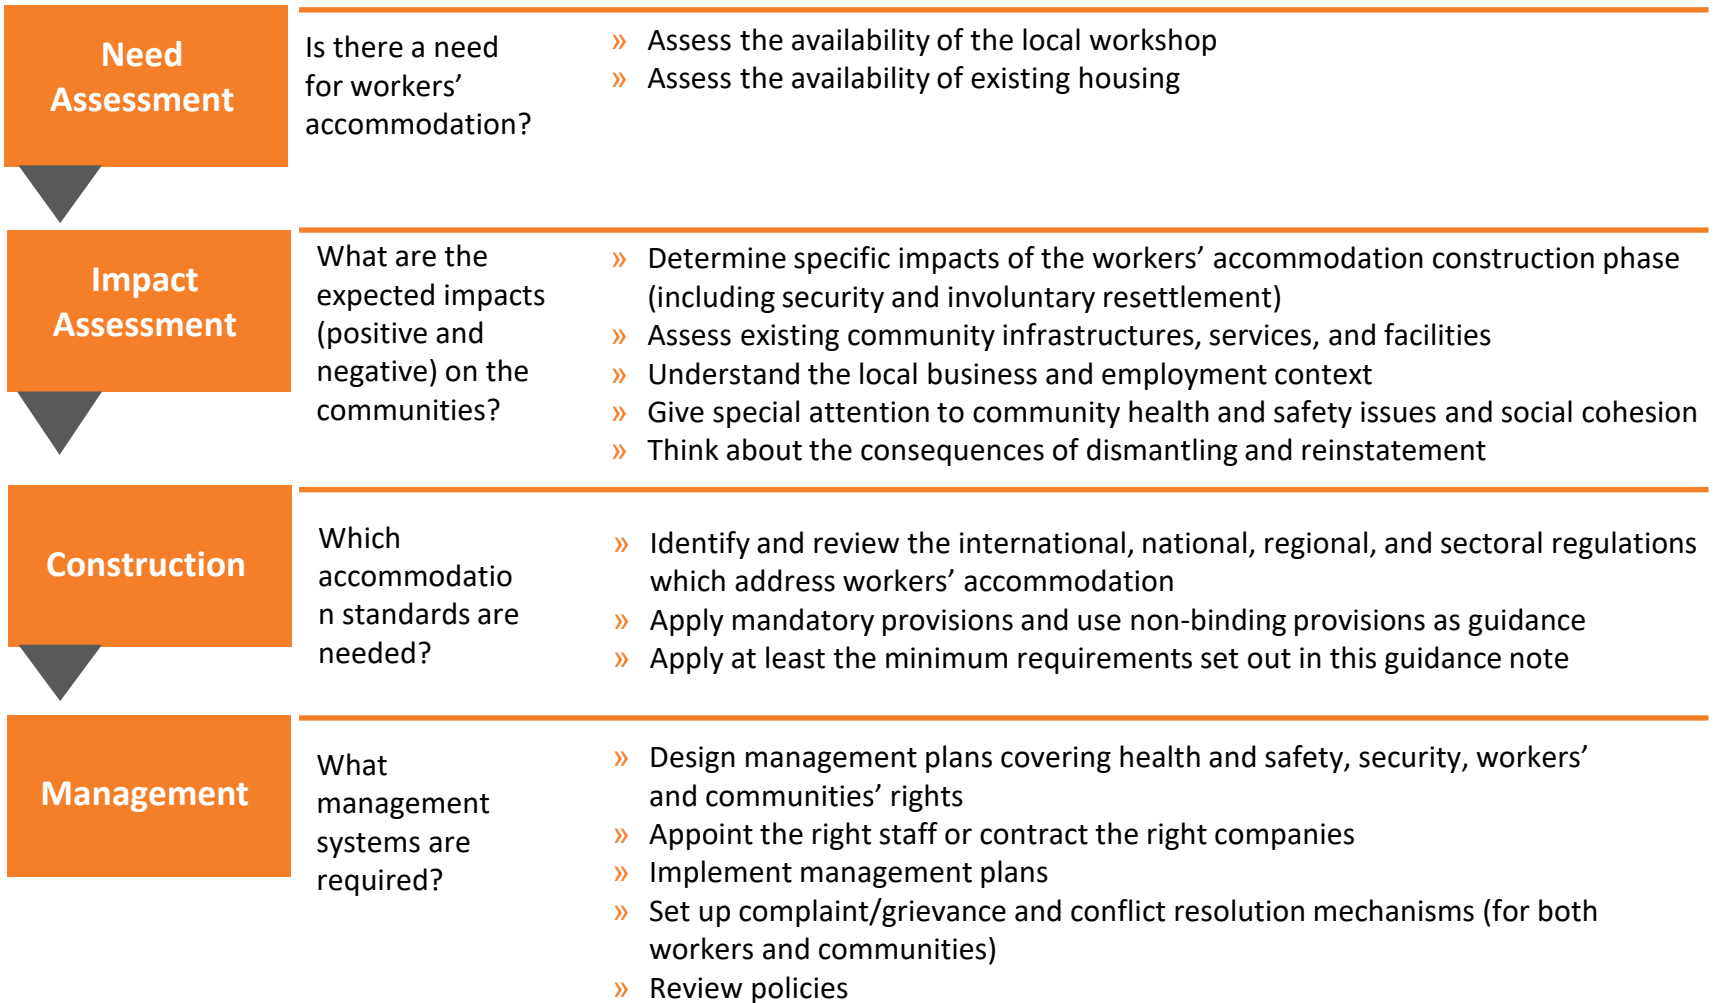 Need
Assessment
Is there a need
for workers’
accommodation?
» Assess the availability of the local workshop
» Assess the availability of existing housing
Impact
Assessment
What are the
expected impacts
(positive and
negative) on the
communities?
» Determine specific impacts of the workers’ accommodation construction phase
(including security and involuntary resettlement)
» Assess existing community infrastructures, services, and facilities
» Understand the local business and employment context
» Give special attention to community health and safety issues and social cohesion
» Think about the consequences of dismantling and reinstatement
Construction
Which
accommodatio
n standards are
needed?
» Identify and review the international, national, regional, and sectoral regulations
which address workers’ accommodation
» Apply mandatory provisions and use non-binding provisions as guidance
» Apply at least the minimum requirements set out in this guidance note
Management
What
management
systems are
required?
» Design management plans covering health and safety, security, workers’
and communities’ rights
» Appoint the right staff or contract the right companies
» Implement management plans
» Set up complaint/grievance and conflict resolution mechanisms (for both
workers and communities)
» Review policies